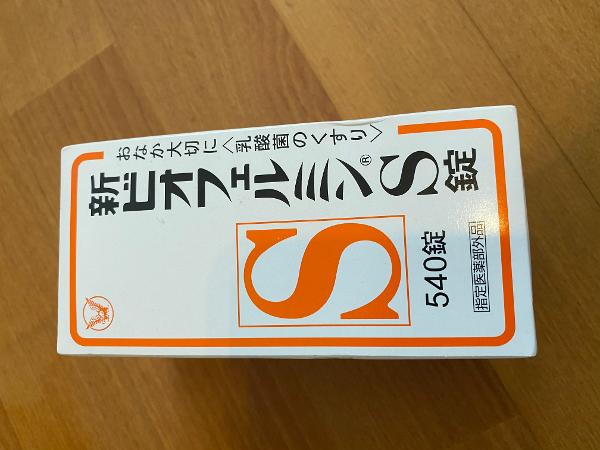 おなか大切に〈乳酸菌のくすり〉
新ビオフェルミン®S錠
S
540錠
指定医薬部外品